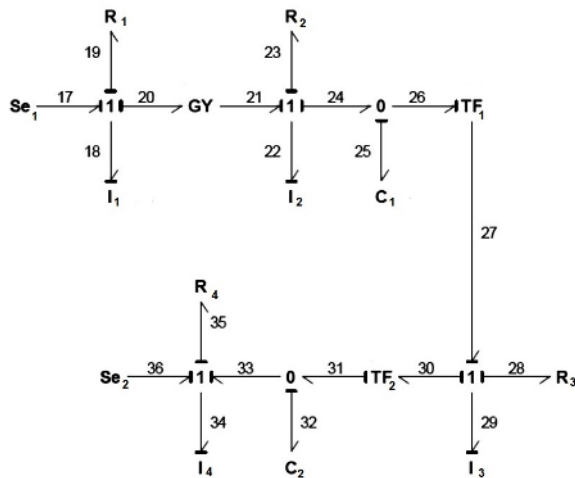 R1 R2
19 23
Se1 17 1 20 GY 21 1 24 0 26 TF1
18 22 25
I1 I2 C1
27
R4
35
Se2 36 1 33 0 31 TF2 30 1 28 R3
34 32 29
I4 C2 I3